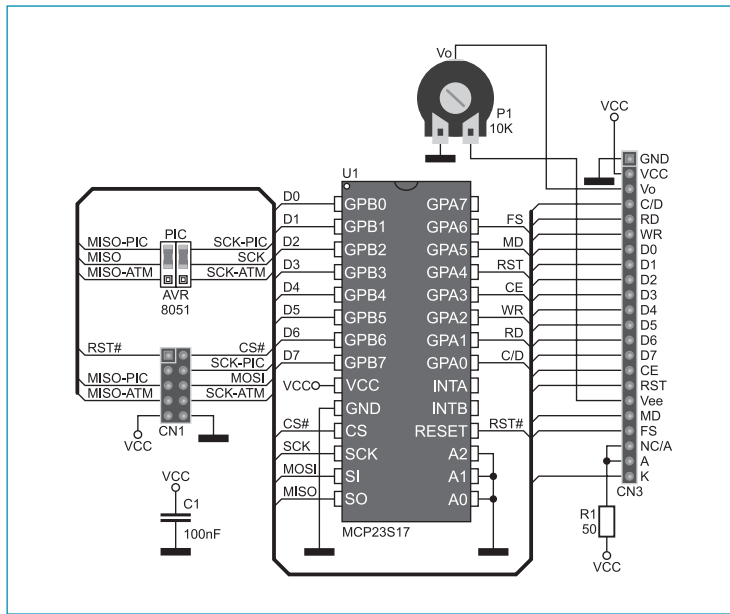 Vo
P1
10K
VCC
GND
VCC
Vo
C/D
RD
WR
D0
D1
D2
D3
D4
D5
D6
D7
CE
RST
Vee
MD
FS
NC/A
A
K
CN3
R1
50
VCC
U1
D0
D1
D2
D3
D4
D5
D6
D7
VCC
CS#
SCK
MOSI
MISO
GPB0
GPB1
GPB2
GPB3
GPB4
GPB5
GPB6
GPB7
VCC
GND
CS
SCK
SI
SO
GPA7
GPA6
GPA5
GPA4
GPA3
GPA2
GPA1
GPA0
INTA
INTB
RESET
A2
A1
A0
FS
MD
RST
CE
WR
RD
C/D
RST#
MCP23S17
PIC
MISO-PIC SCK-PIC
MISO SCK
MISO-ATM SCK-ATM
AVR
8051
RST# CS#
SCK-PIC
MISO-PIC MOSI
MISO-ATM SCK-ATM
CN1
VCC
VCC
C1
100nF